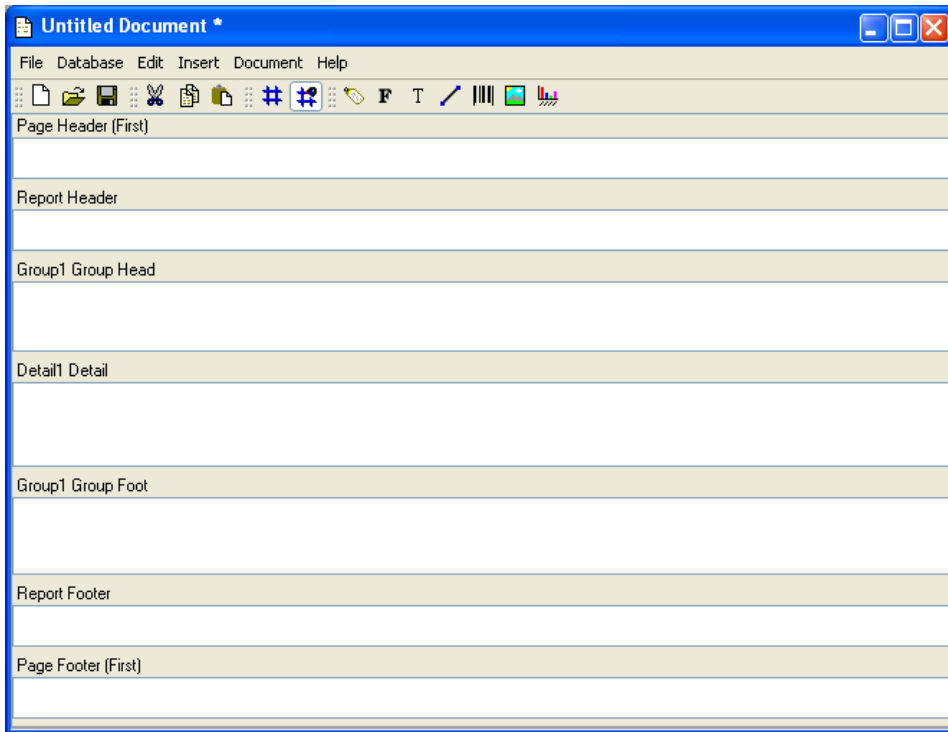 Untitled Document *
File Database Edit Insert Document Help
F T
Page Header (First)
Report Header
Group1 Group Head
Detail1 Detail
Group1 Group Foot
Report Footer
Page Footer (First)